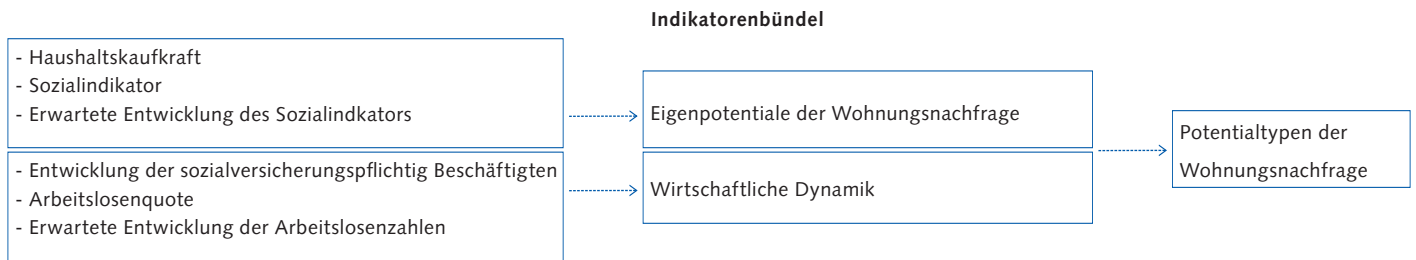 Indikatorenbündel
- Haushaltskaufkraft
- Sozialindikator
- Erwartete Entwicklung des Sozialindkators
Eigenpotentiale der Wohnungsnachfrage
- Entwicklung der sozialversicherungspflichtig Beschäftigten
- Arbeitslosenquote
- Erwartete Entwicklung der Arbeitslosenzahlen
Wirtschaftliche Dynamik
Potentialtypen der
Wohnungsnachfrage